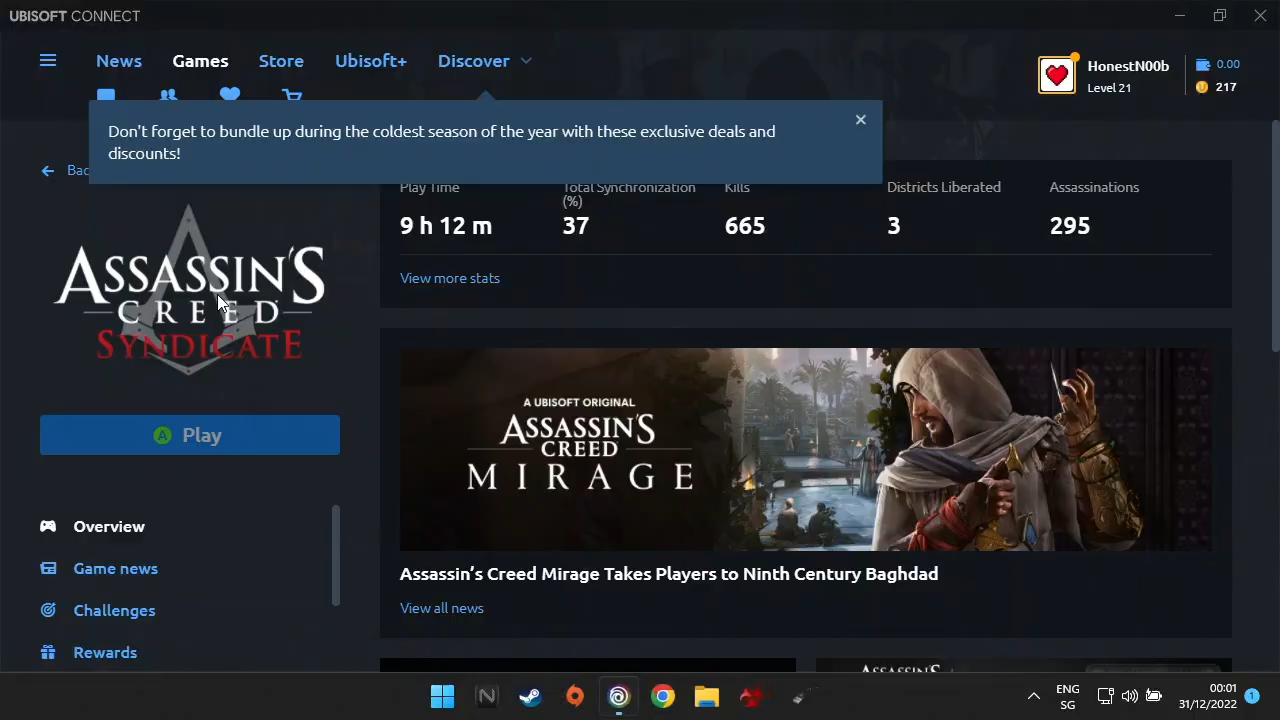 UBISOFT CONNECT
News Games Store Ubisoft+ Discover
HonestN00b
Level 21
0.00
217
Don't forget to bundle up during the coldest season of the year with these exclusive deals and
discounts!
Bac
ASSASSIN'S
CREED
SYNDICATE
A Play
Overview
Game news
Challenges
Rewards
Play Time
9 h 12 m
Total Synchronization
(%)
37
Kills
665
Districts Liberated
3
Assassinations
295
View more stats
A UBISOFT ORIGINAL
ASSASSIN'S
CREED
MIRAGE
Assassin's Creed Mirage Takes Players to Ninth Century Baghdad
View all news
ENG
SG
00:01
31/12/2022
1